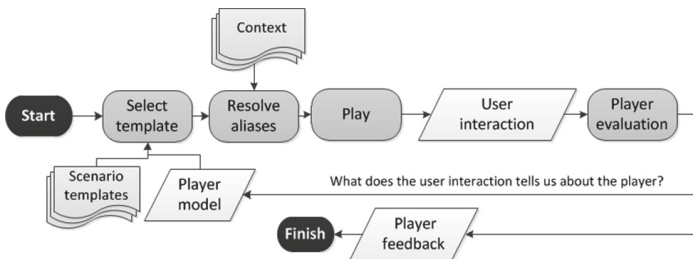 Context
Start
Select
template
Resolve
aliases
Play
User
interaction
Player
evaluation
Scenario
templates
Player
model
What does the user interaction tells us about the player?
Finish
Player
feedback